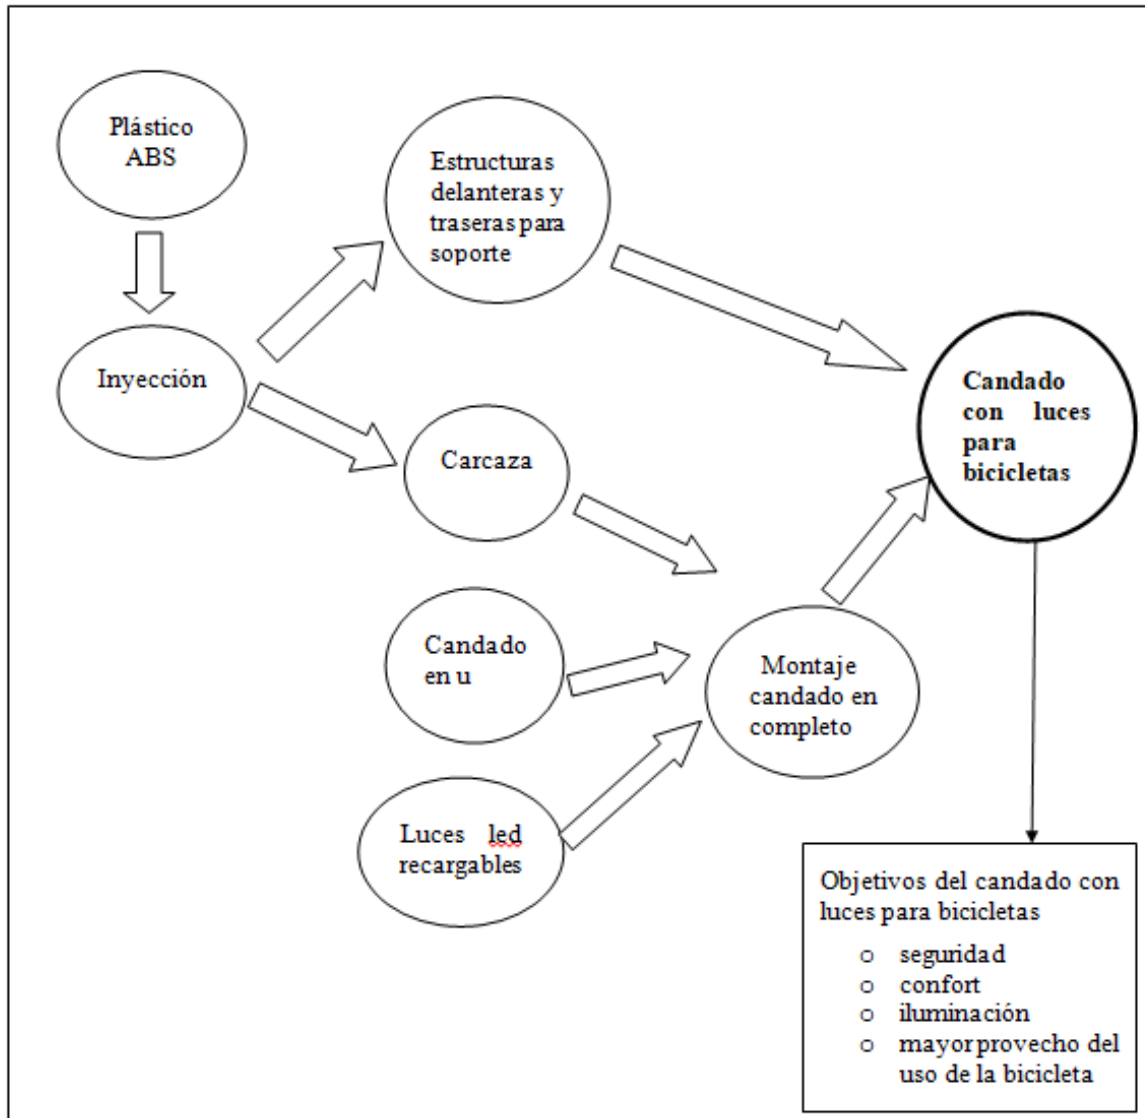 Plástico
ABS
Estructuras
delanteras y
traseras para
soporte
Inyección
Candado
con luces
para
bicicletas
Carcaza
Candado
en u
Montaje
candado en
completo
Luces led
recargables
Objetivos del candado con
luces para bicicletas
o seguridad
o confort
o iluminación
o mayor provecho del
uso de la bicicleta